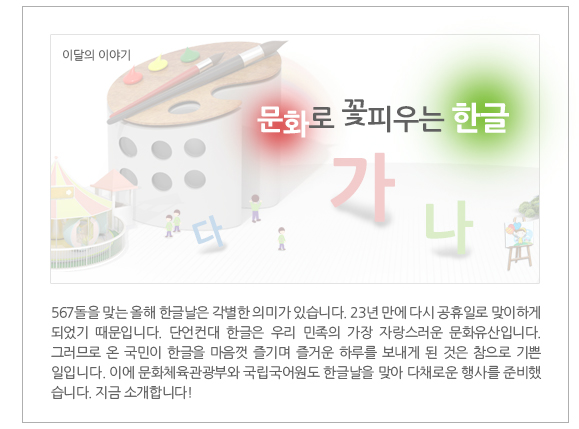 이달의 이야기
문화로 꽃피우는 한글
가
나
다
567돌을 맞는 올해 한글날은 각별한 의미가 있습니다. 23년 만에 다시 공휴일로 맞이하게
되었기 때문입니다. 단언컨대 한글은 우리 민족의 가장 자랑스러운 문화유산입니다.
그러므로 온 국민이 한글을 마음껏 즐기며 즐거운 하루를 보내게 된 것은 참으로 기쁜
일입니다. 이에 문화체육관광부와 국립국어원도 한글날을 맞아 다채로운 행사를 준비했
습니다. 지금 소개합니다!